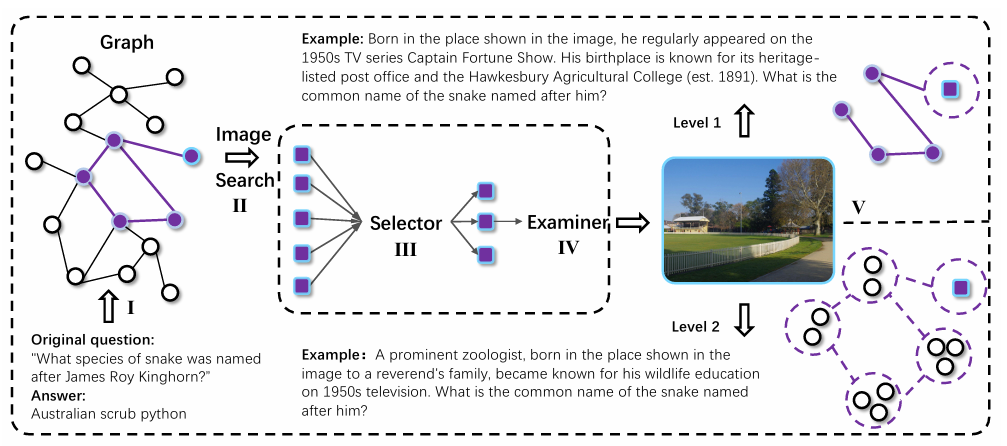 Graph
Example: Born in the place shown in the image, he regularly appeared on the
1950s TV series Captain Fortune Show. His birthplace is known for its heritage-
listed post office and the Hawkesbury Agricultural College (est. 1891). What is the
common name of the snake named after him?
Level 1
Image
Search
II
Selector
III
Examiner
IV
V
I
Level 2
Original question:
"What species of snake was named
after James Roy Kinghorn?"
Answer:
Australian scrub python
Example: A prominent zoologist, born in the place shown in the
image to a reverend's family, became known for his wildlife education
on 1950s television. What is the common name of the snake named
after him?